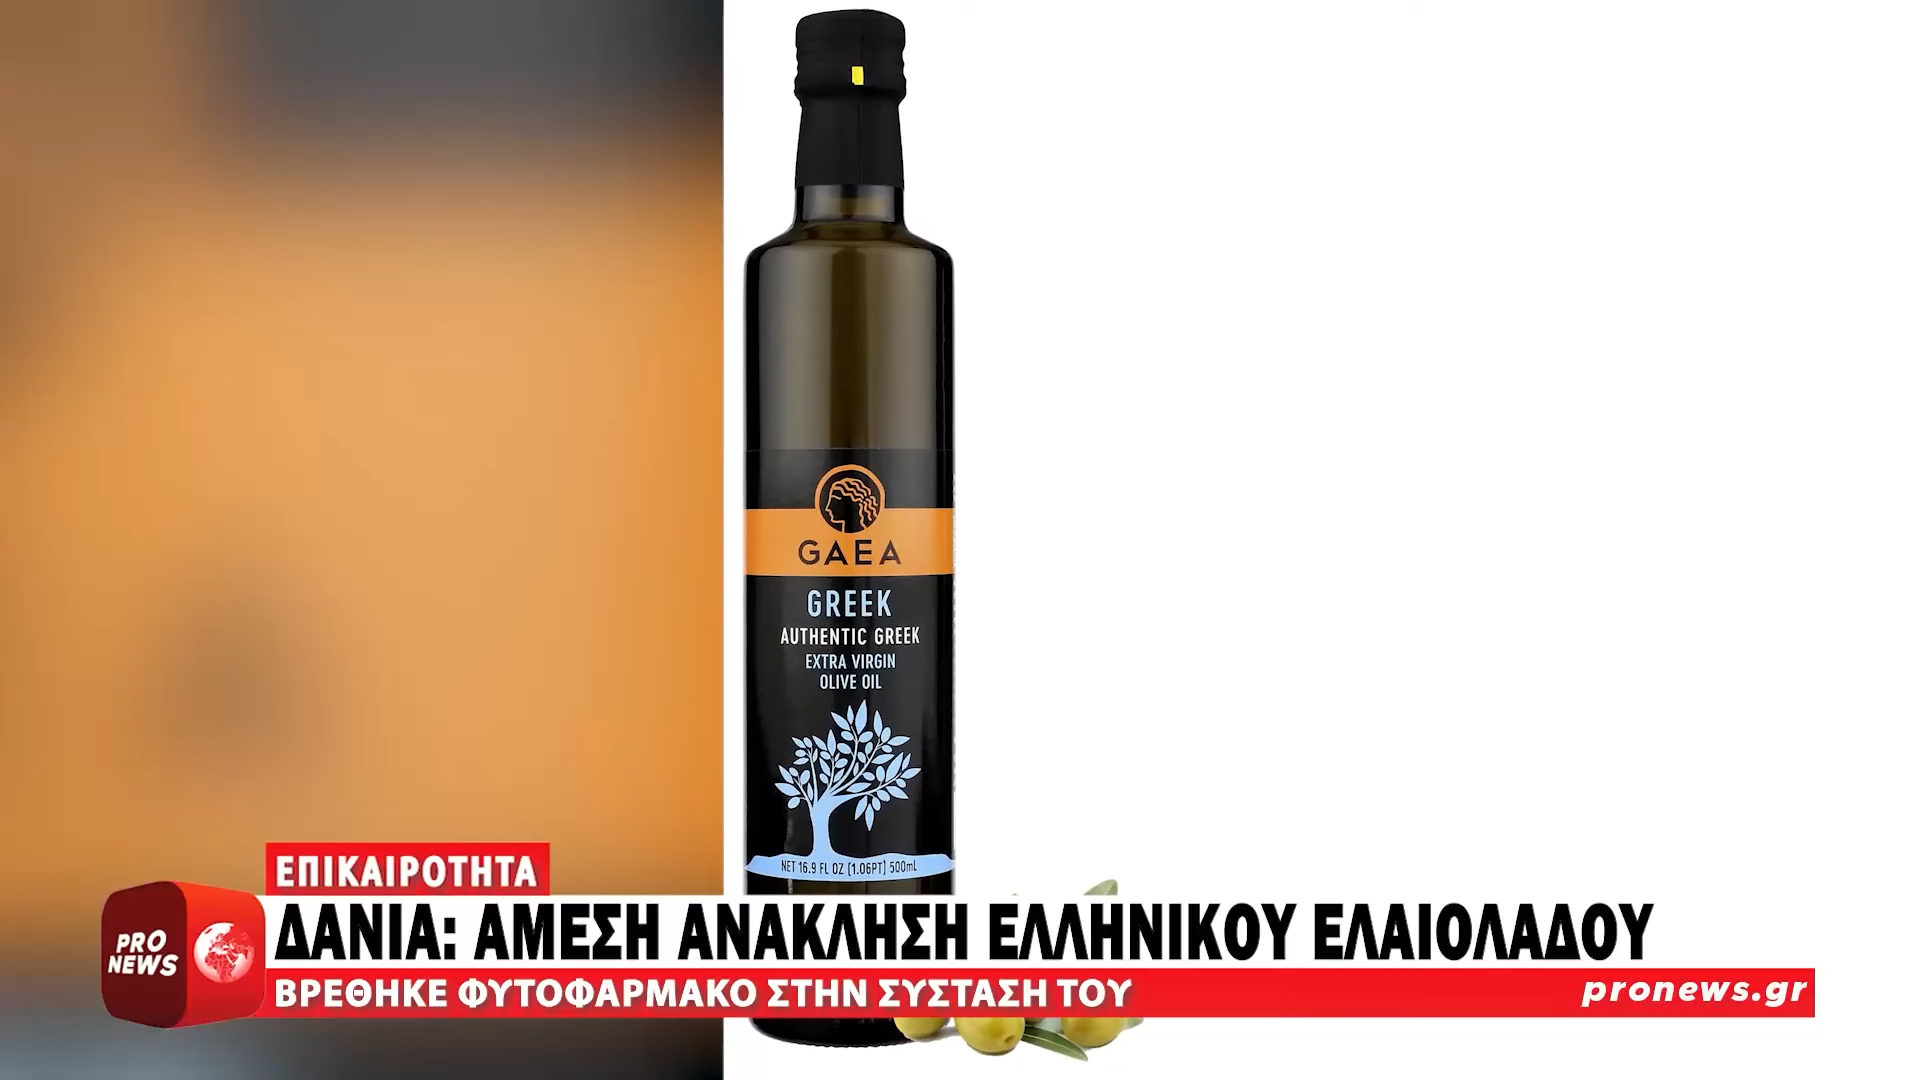 GAEA
GREEK
AUTHENTIC GREEK
EXTRA VIRGIN
OLIVE OIL
NET 16.9 FL OZ (1.06PT) 500mL
ΕΠΙΚΑΙΡΟΤΗΤΑ
PRO
NEWS
ΔΑΝΙΑ: ΑΜΕΣΗ ΑΝΑΚΛΗΣΗ ΕΛΛΗΝΙΚΟΥ ΕΛΑΙΟΛΑΔΟΥ
ΒΡΕΘΗΚΕ ΦΥΤΟΦΑΡΜΑΚΟ ΣΤΗΝ ΣΥΣΤΑΣΗ ΤΟΥ
pronews.gr